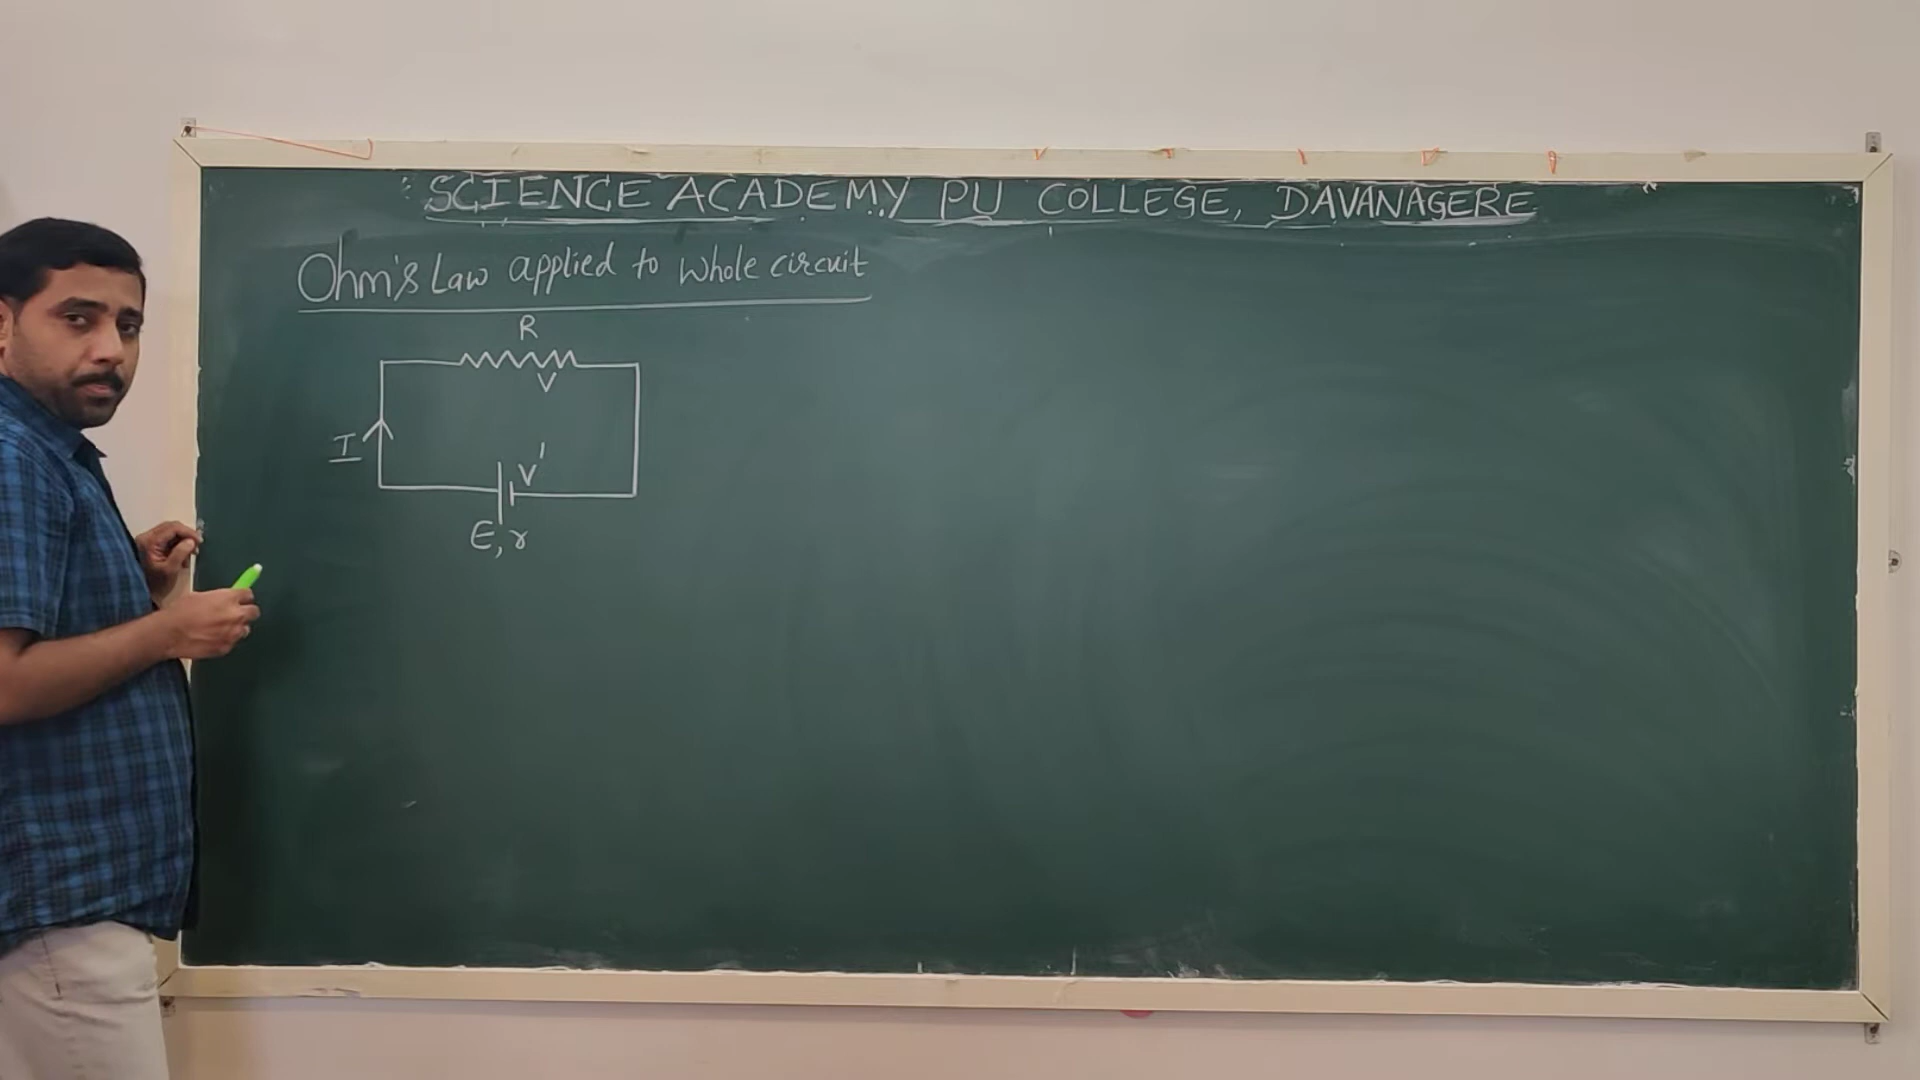 SCIENCE ACADEMY PU COLLEGE, DAVANAGERE
Ohm's Law applied to whole circuit
R
V
I
V'
E, r